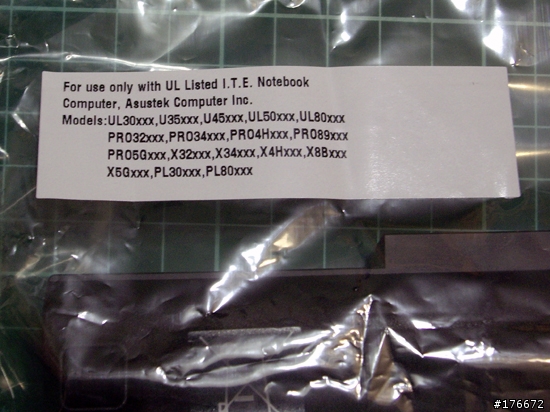 For use only with UL Listed I.T.E. Notebook
Computer, Asustek Computer Inc.
Models:UL30xxx,U35xxx,U45xxx,UL50xxx,UL80xxx
PRO32xxx,PRO34xxx,PRO4Hxxx,PRO89xxx
PRO5Gxxx,X32xxx,X34xxx,X4Hxxx,X8Bxxx
X5Gxxx,PL30xxx,PL80xxx
#176672